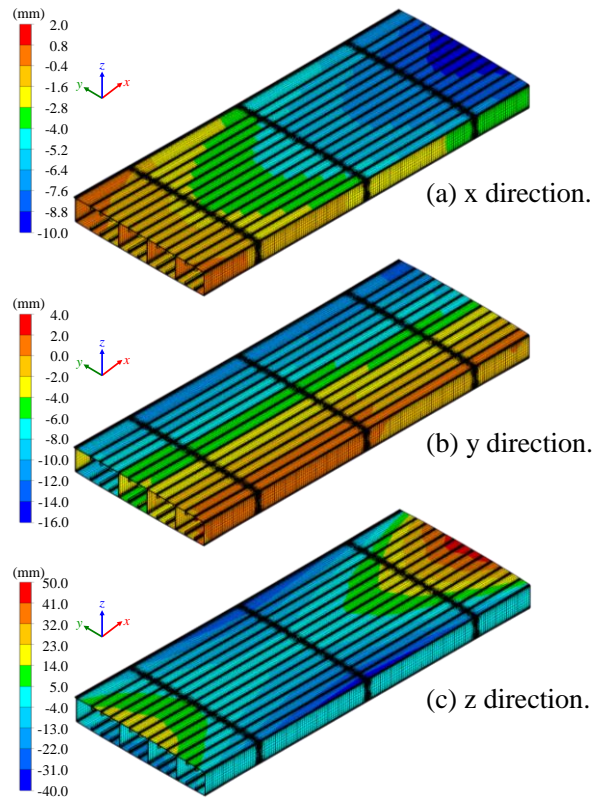 (mm)
2.0
0.8
-0.4
-1.6
-2.8
-4.0
-5.2
-6.4
-7.6
-8.8
-10.0
z
y
x
(a) x direction.
(mm)
4.0
2.0
0.0
-2.0
-4.0
-6.0
-8.0
-10.0
-12.0
-14.0
-16.0
z
y
x
(b) y direction.
(mm)
50.0
41.0
32.0
23.0
14.0
5.0
-4.0
-13.0
-22.0
-31.0
-40.0
z
y
x
(c) z direction.